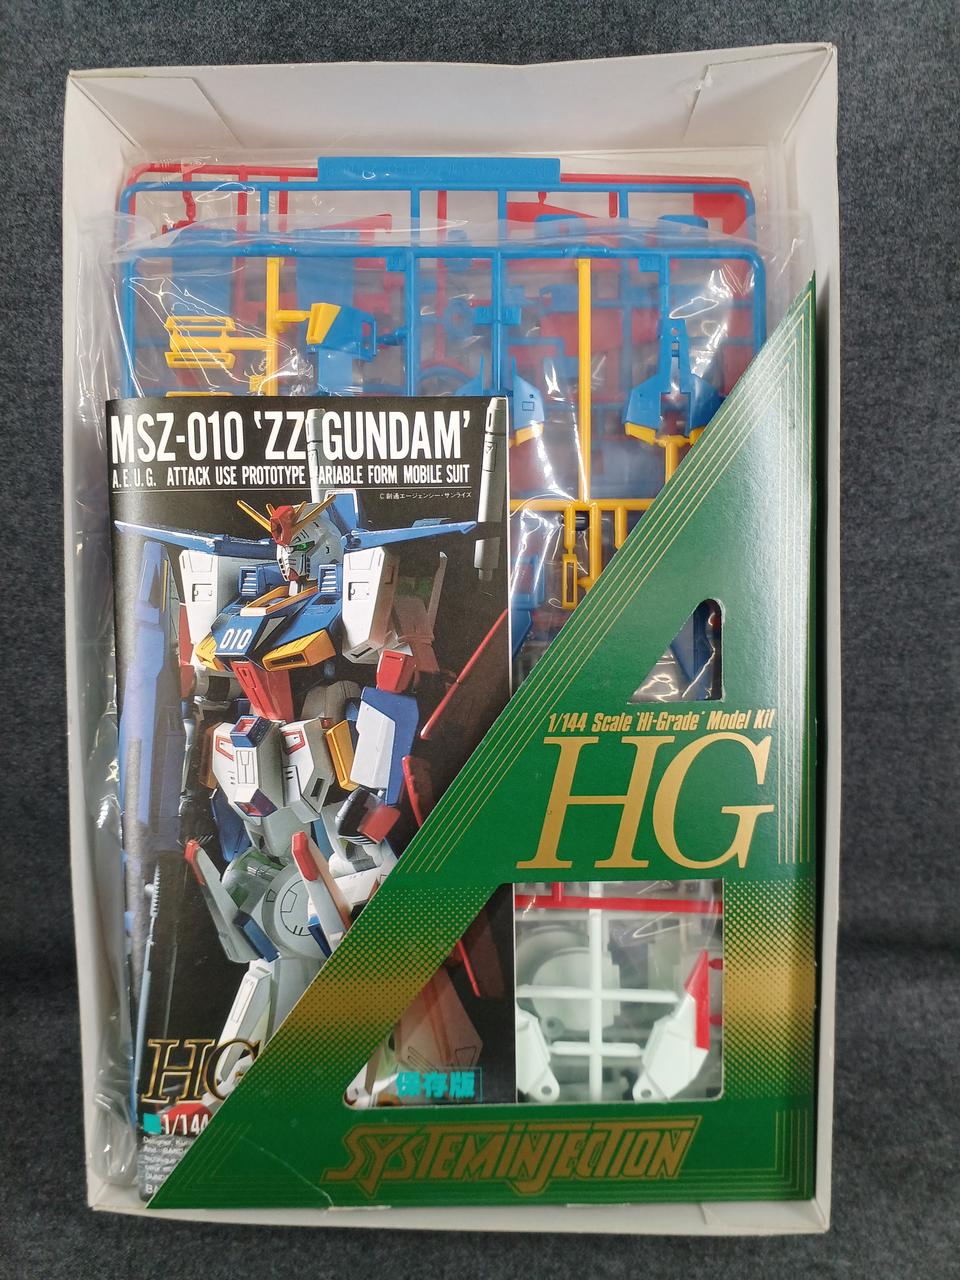 MSZ-010 'ZZ' GUNDAM'
A.E.U.G. ATTACK USE PROTOTYPE VARIABLE FORM MOBILE SUIT
©創通エージェンシー・サンライズ
010
1/144 Scale "Hi-Grade" Model Kit
HG
HG
保存版
1/144
SYSTEMINJECTION